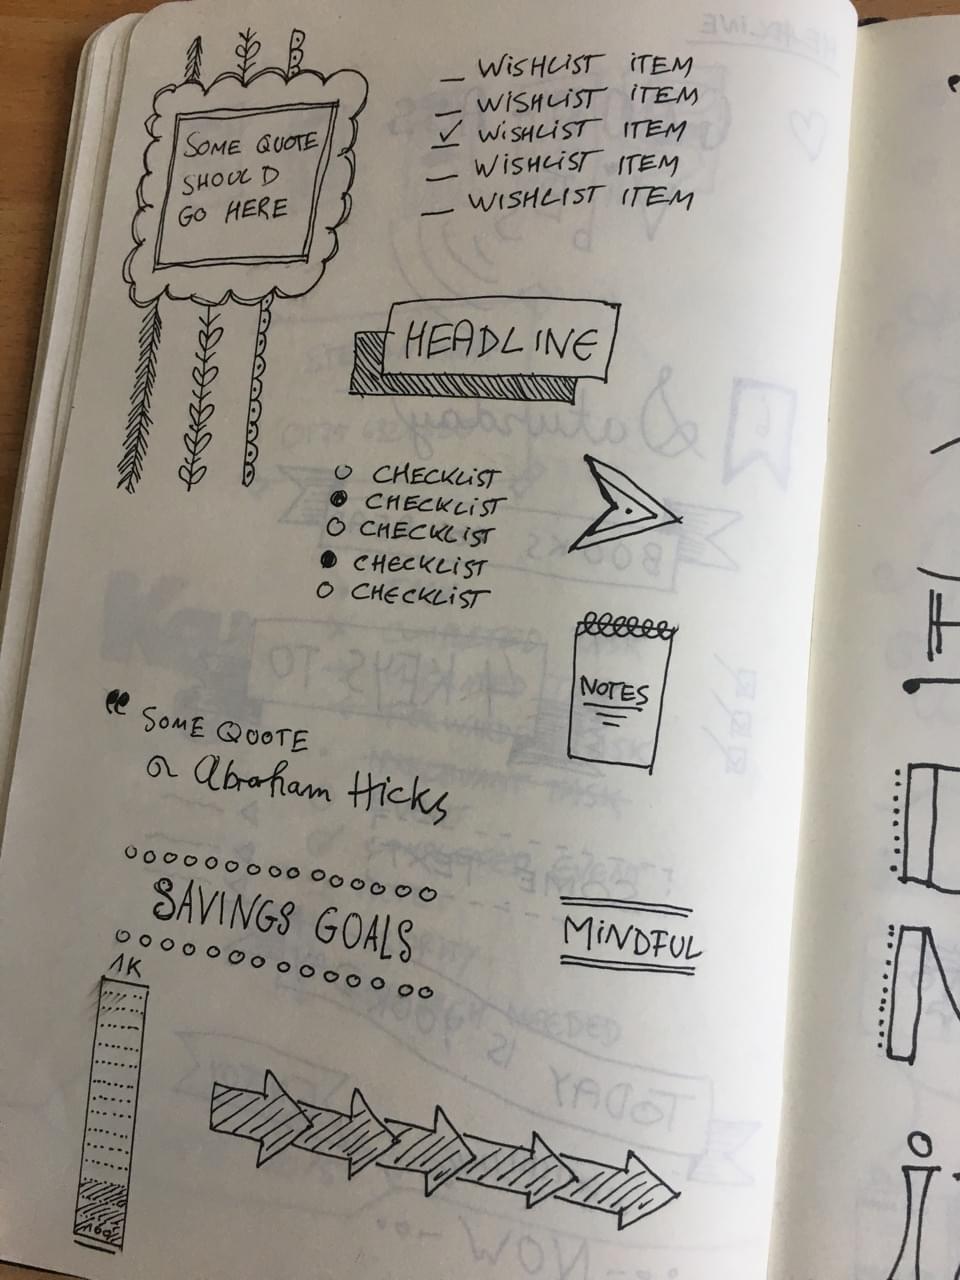 SOME QUOTE
SHOULD
GO HERE
_ WISHLIST ITEM
_ WISHLIST ITEM
✓ WISHLIST ITEM
_ WISHLIST ITEM
_ WISHLIST ITEM
HEADLINE
○ CHECKLIST
● CHECKLIST
○ CHECKLIST
● CHECKLIST
○ CHECKLIST
NOTES
“ SOME QUOTE
Abraham Hicks
SAVINGS GOALS
MINDFUL
1K
100